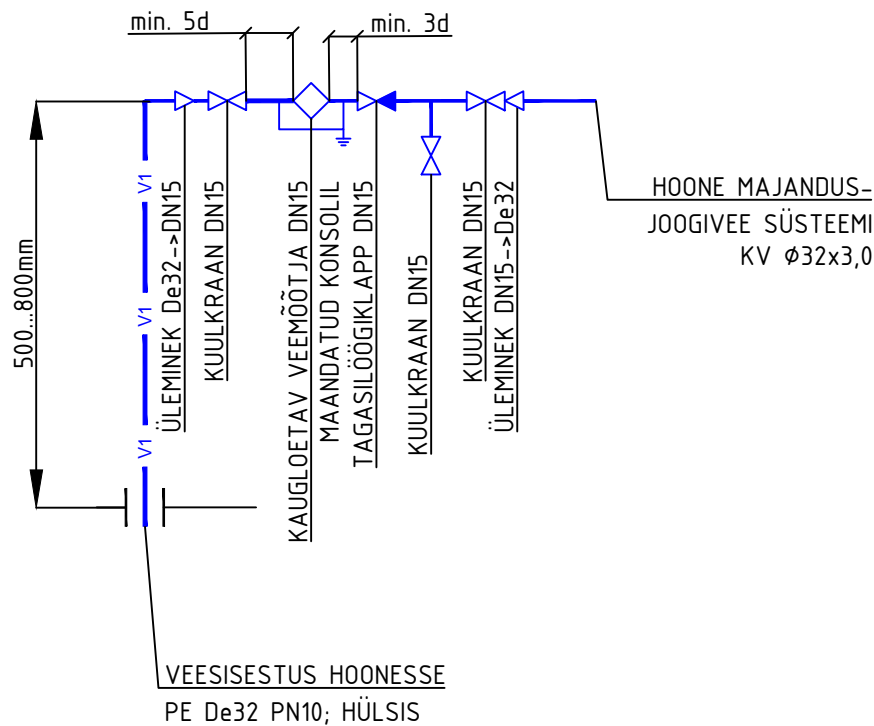 min. 5d
min. 3d
500...800mm
V1
V1
V1
ÜLEMINEK De32->DN15
KUULKRAAN DN15
KAUGLOETAV VEEMÕÕTJA DN15
MAANDATUD KONSOLIL
TAGASILÖÖGIKLAPP DN15
KUULKRAAN DN15
KUULKRAAN DN15
ÜLEMINEK DN15->De32
HOONE MAJANDUS-
JOOGIVEE SÜSTEEMI
KV Ø32x3,0
VEESISESTUS HOONESSE
PE De32 PN10; HÜLSIS